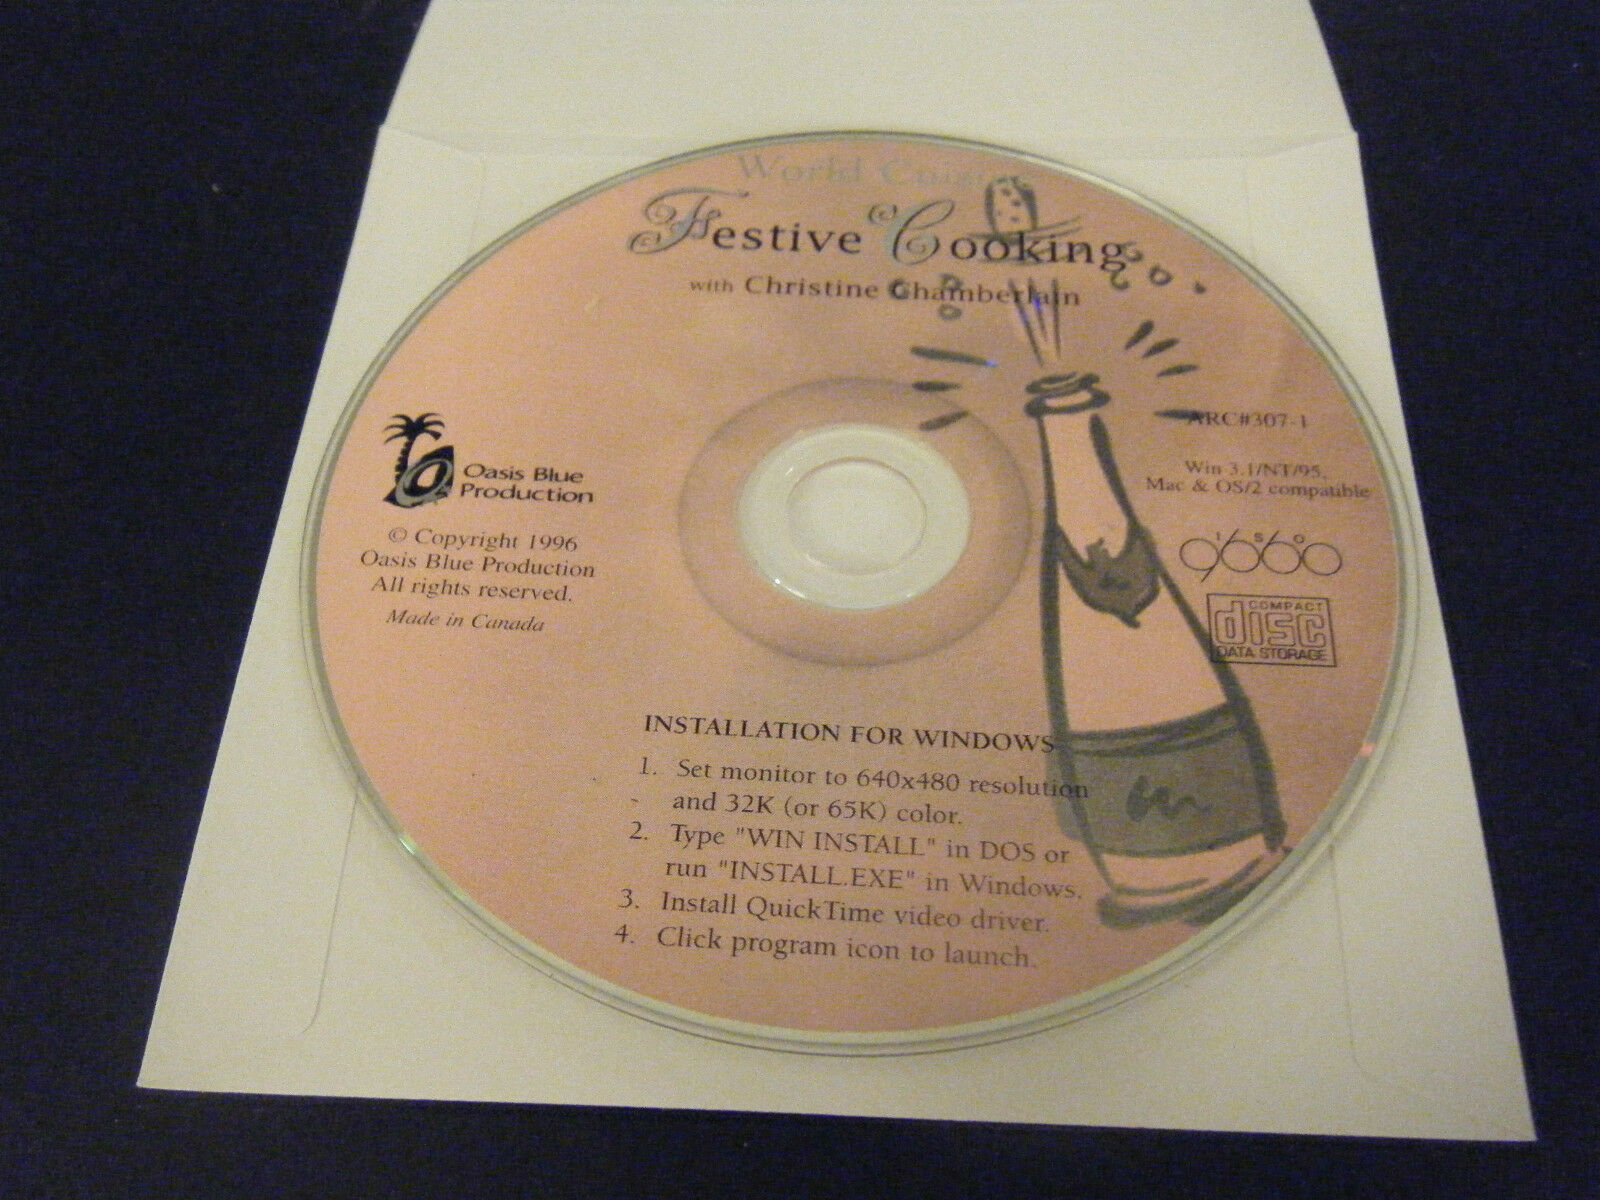 World Cuisine
Festive Cooking
with Christine Chamberlain
Oasis Blue
Production
© Copyright 1996
Oasis Blue Production
All rights reserved.
Made in Canada
ARC#307-1
Win 3.1/NT/95,
Mac & OS/2 compatible
ISO
9660
COMPACT
disc
DATA STORAGE
INSTALLATION FOR WINDOWS
1. Set monitor to 640x480 resolution
and 32K (or 65K) color.
2. Type "WIN INSTALL" in DOS or
run "INSTALL.EXE" in Windows.
3. Install QuickTime video driver.
4. Click program icon to launch.